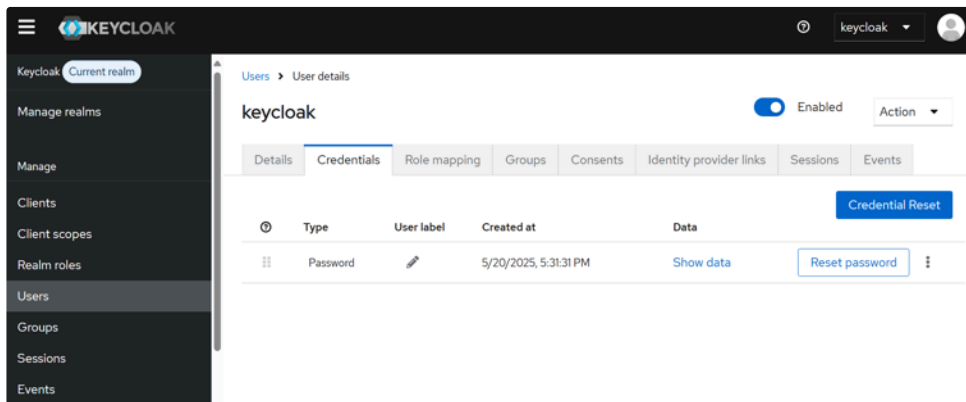 KEYCLOAK
keycloak
Keycloak Current realm
Manage realms
Manage
Clients
Client scopes
Realm roles
Users
Groups
Sessions
Events
Users > User details
keycloak
Enabled
Action
Details Credentials Role mapping Groups Consents Identity provider links Sessions Events
Credential Reset
Type User label Created at Data
Password 5/20/2025, 5:31:31 PM Show data Reset password